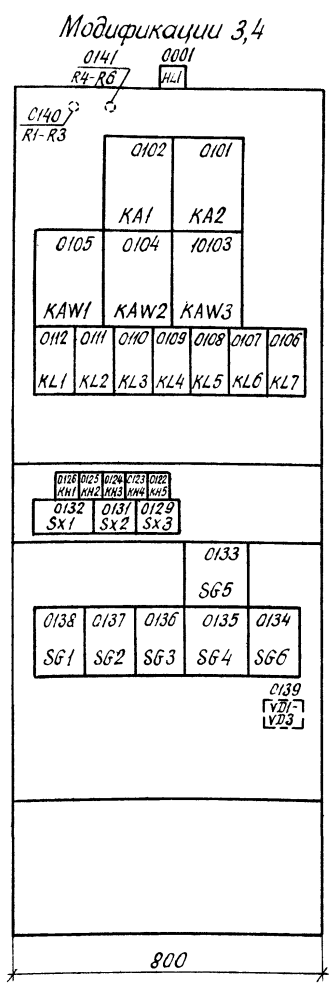 Модификации 3,4
0141 0001
R4-R6 HL1
0140
R1-R3
0102 0101
KA1 KA2
0105 0104 10103
KAW1 KAW2 KAW3
0112 0111 0110 0109 0108 0107 0106
KL1 KL2 KL3 KL4 KL5 KL6 KL7
0126 0125 0124 0123 0122
KH1 KH2 KH3 KH4 KH5
0132 0131 0129
SX1 SX2 SX3
0133
SG5
0138 0137 0136 0135 0134
SG1 SG2 SG3 SG4 SG6
0139
VD1-
VD3
800